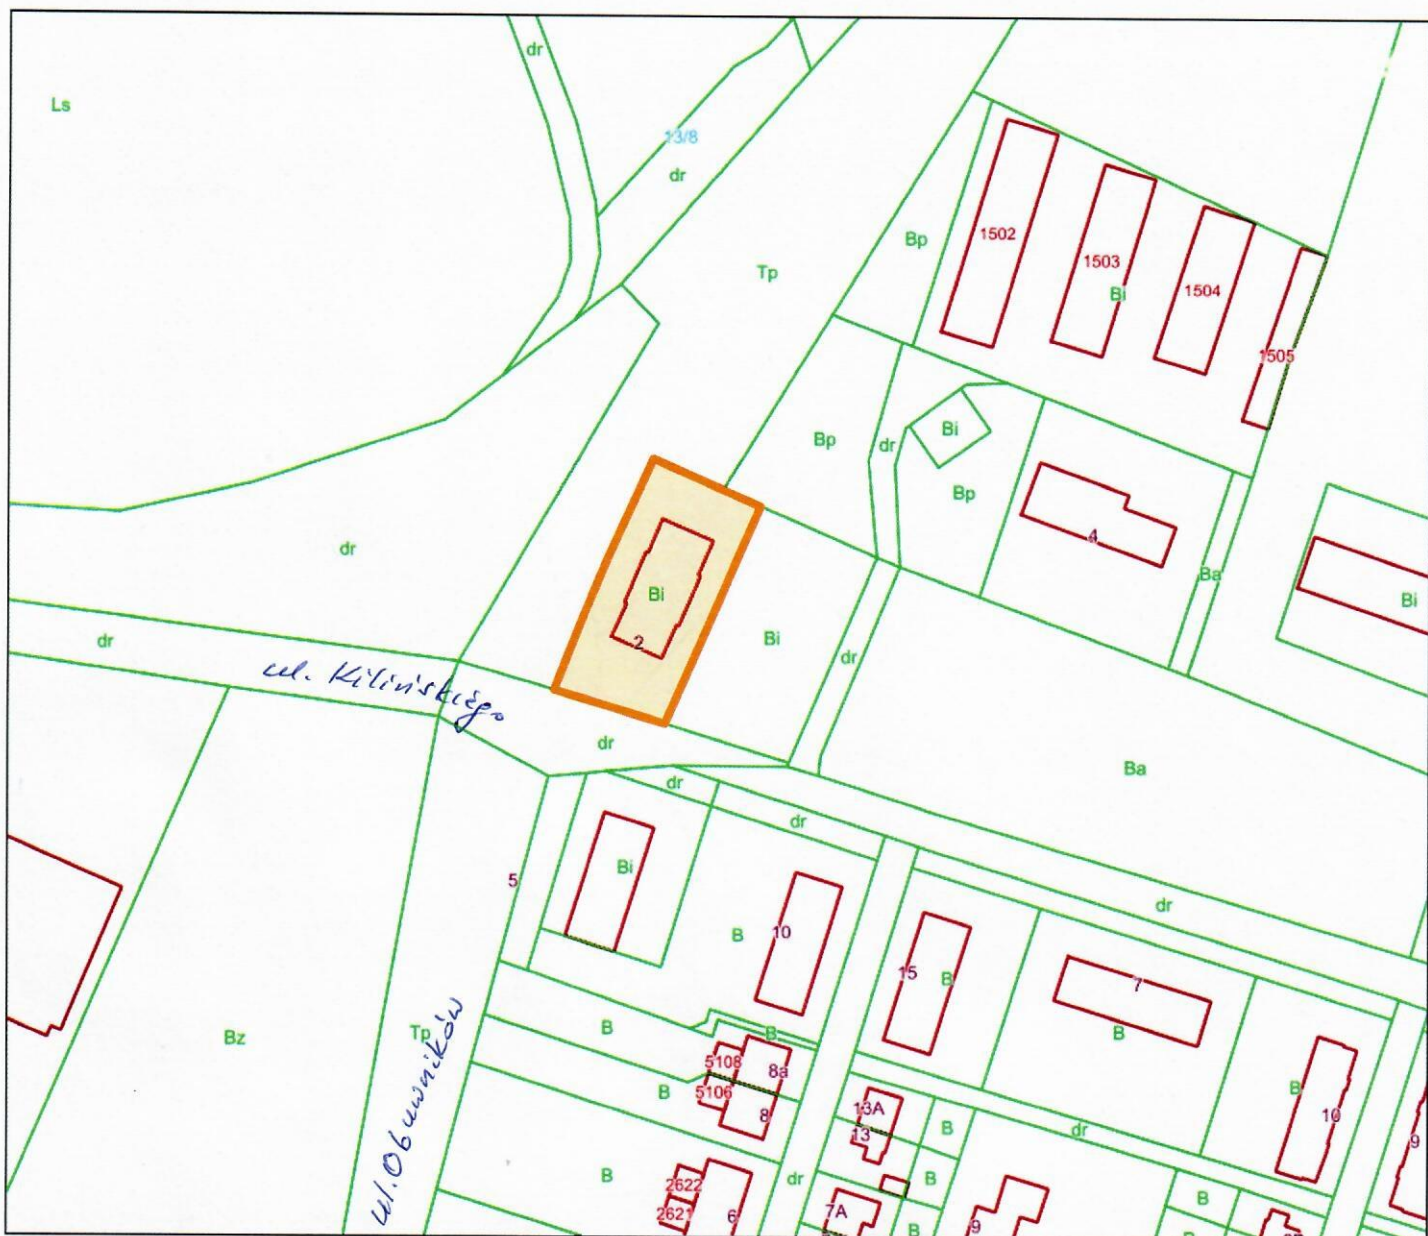 dr
Ls
13/8
dr
Bp
1502
1503
Tp
1504
Bi
1505
Bp
dr
Bi
Bp
4
dr
Ba
Bi
Bi
2
Bi
dr
dr
ul. Kilińskiego
dr
Ba
dr
dr
Bi
5
dr
B
10
15
B
7
B
Bz
Tp
ul. Obuwników
B
B
5108
8a
5106
B
8
B
10
13A
13
B
dr
9
B
dr
B
2622
2621
6
7A
B
9
B
B